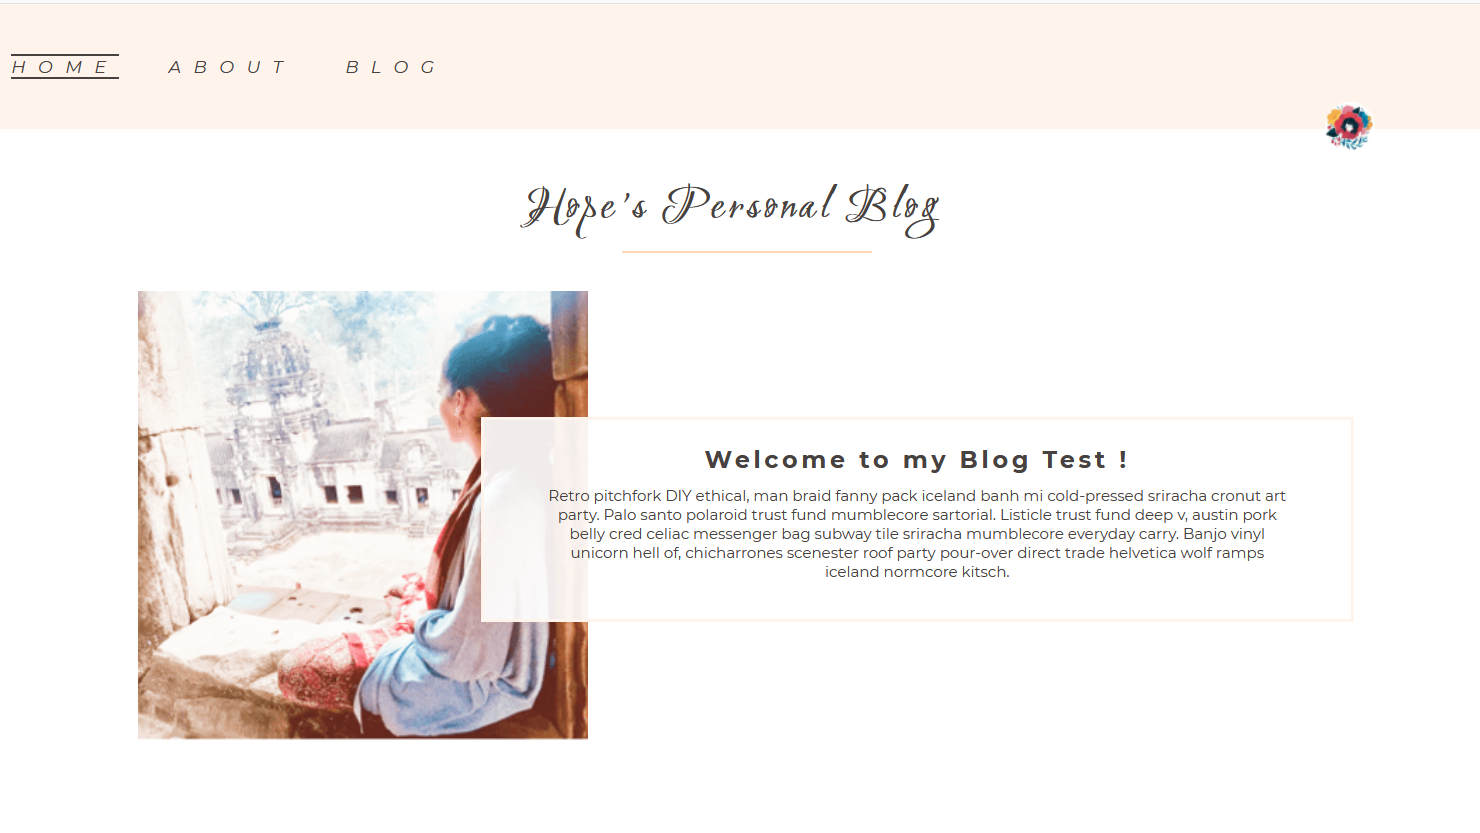 HOME ABOUT BLOG
Hope's Personal Blog
Welcome to my Blog Test !
Retro pitchfork DIY ethical, man braid fanny pack iceland banh mi cold-pressed sriracha cronut art
party. Palo santo polaroid trust fund mumblecore sartorial. Listicle trust fund deep v, austin pork
belly cred celiac messenger bag subway tile sriracha mumblecore everyday carry. Banjo vinyl
unicorn hell of, chicharrones scenester roof party pour-over direct trade helvetica wolf ramps
iceland normcore kitsch.